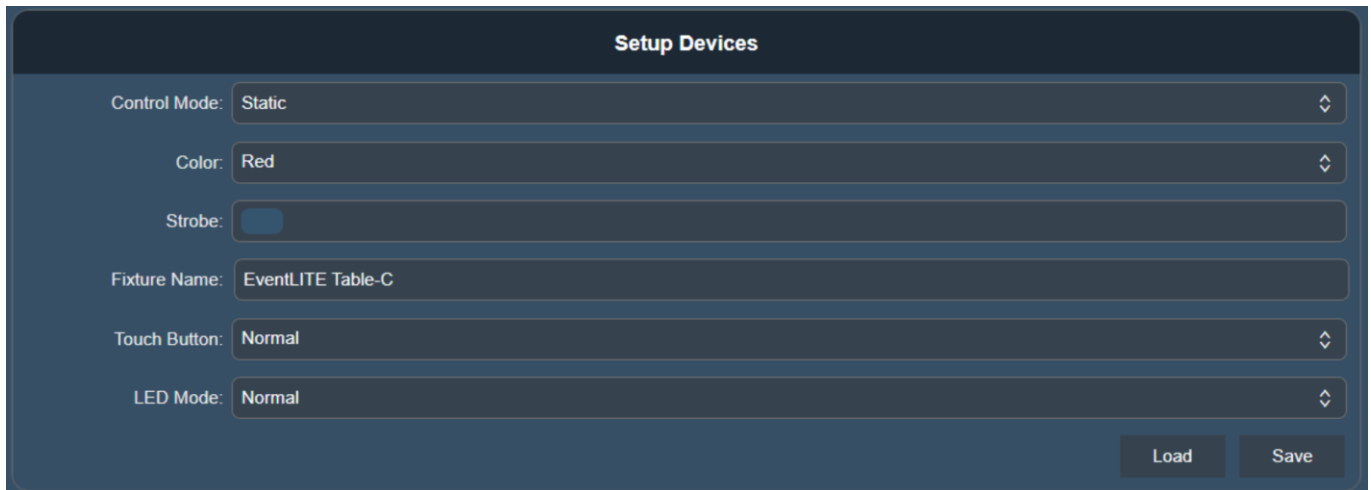 Setup Devices
Control Mode: Static
Color: Red
Strobe:
Fixture Name: EventLITE Table-C
Touch Button: Normal
LED Mode: Normal
Load Save